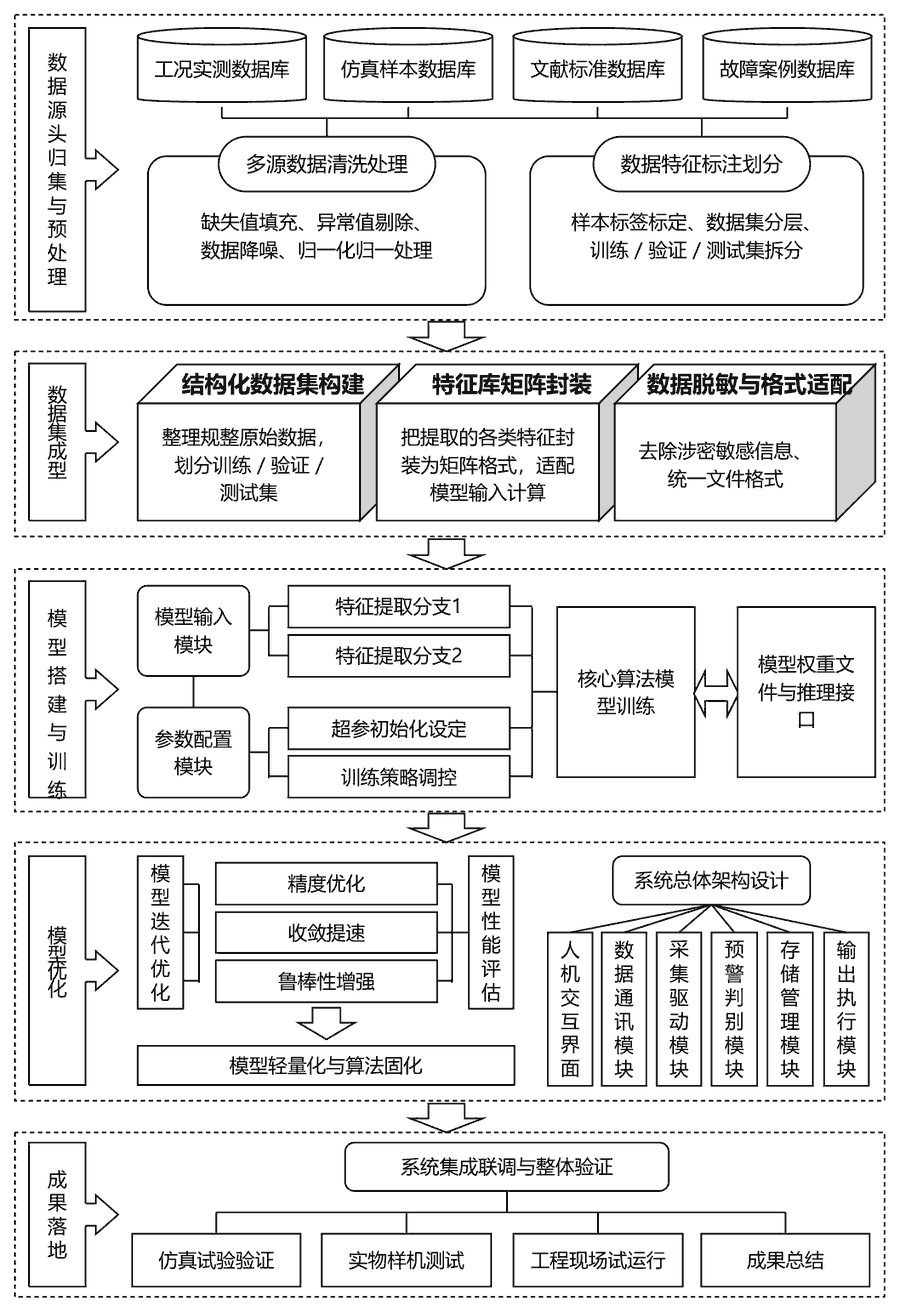 数据源头归集与预处理
工况实测数据库
仿真样本数据库
文献标准数据库
故障案例数据库
多源数据清洗处理
缺失值填充、异常值剔除、
数据降噪、归一化归一处理
数据特征标注划分
样本标签标定、数据集分层、
训练 / 验证 / 测试集拆分
数据集成型
结构化数据集构建
整理规整原始数据，
划分训练 / 验证 /
测试集
特征库矩阵封装
把提取的各类特征封
装为矩阵格式，适配
模型输入计算
数据脱敏与格式适配
去除涉密敏感信息、
统一文件格式
模型搭建与训练
模型输入
模块
特征提取分支1
特征提取分支2
参数配置
模块
超参初始化设定
训练策略调控
核心算法模
型训练
模型权重文
件与推理接
口
模型优化
模型迭代优化
精度优化
收敛提速
鲁棒性增强
模型性能评估
模型轻量化与算法固化
系统总体架构设计
人机交互界面
数据通讯模块
采集驱动模块
预警判别模块
存储管理模块
输出执行模块
成果落地
系统集成联调与整体验证
仿真试验验证
实物样机测试
工程现场试运行
成果总结